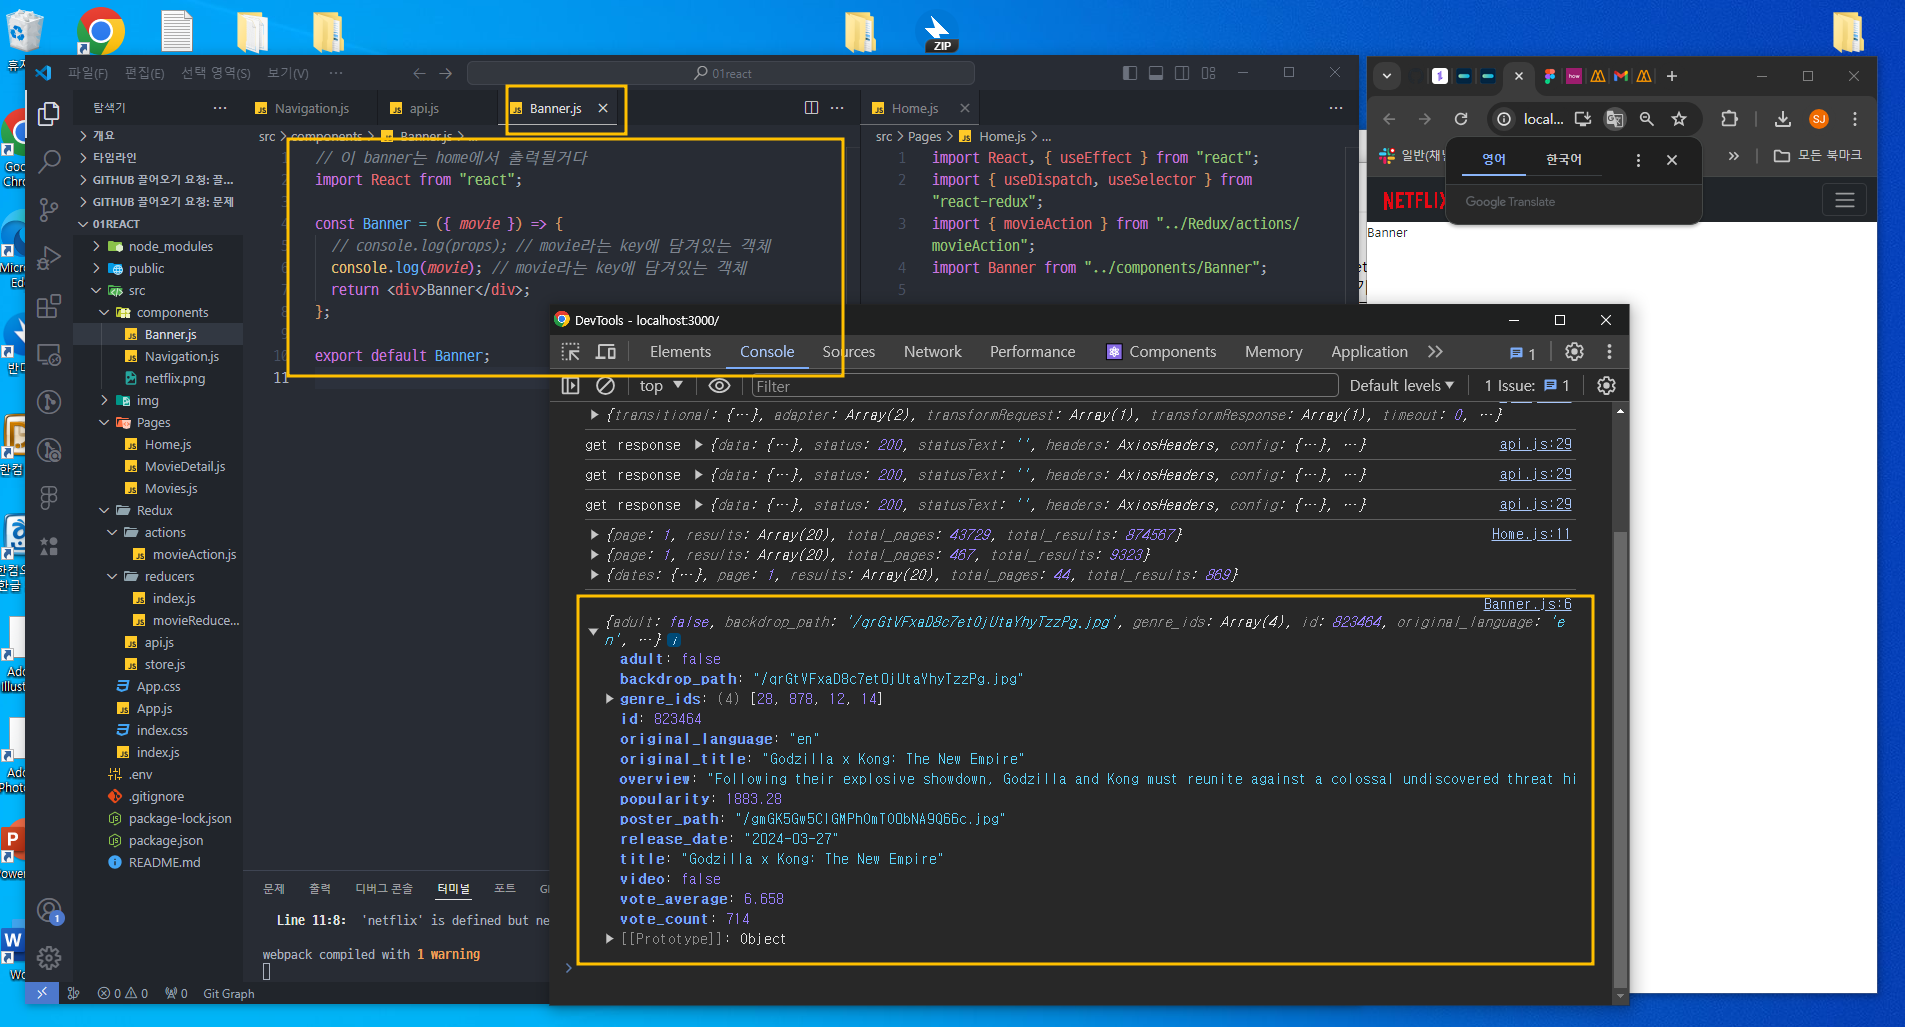 ZIP
휴지
파일(F) 편집(E) 선택 영역(S) 보기(V) ···
01react
탐색기
Navigation.js
api.js
Banner.js
Home.js
src > components > Banner.js > ...
src > Pages > Home.js > ...
개요
타임라인
GITHUB 끌어오기 요청: 끌...
GITHUB 끌어오기 요청: 문제
01REACT
node_modules
public
src
components
Banner.js
Navigation.js
netflix.png
img
Pages
Home.js
MovieDetail.js
Movies.js
Redux
actions
movieAction.js
reducers
index.js
movieReduce...
api.js
store.js
App.css
App.js
index.css
index.js
.env
.gitignore
package-lock.json
package.json
README.md
// 이 banner는 home에서 출력될거다
import React from "react";
const Banner = ({ movie }) => {
// console.log(props); // movie라는 key에 담겨있는 객체
console.log(movie); // movie라는 key에 담겨있는 객체
return <div>Banner</div>;
};
export default Banner;
11
1 import React, { useEffect } from "react";
2 import { useDispatch, useSelector } from
"react-redux";
3 import { movieAction } from "../Redux/actions/
movieAction";
4 import Banner from "../components/Banner";
5
문제 출력 디버그 콘솔 터미널 포트
Line 11:8: 'netflix' is defined but ne
webpack compiled with 1 warning
0 0 0 Git Graph
DevTools - localhost:3000/
Elements Console Sources Network Performance Components Memory Application 1
top Filter Default levels 1 Issue: 1
{transitional: {…}, adapter: Array(2), transformRequest: Array(1), transformResponse: Array(1), timeout: 0, …}
get response {data: {…}, status: 200, statusText: '', headers: AxiosHeaders, config: {…}, …} api.js:29
get response {data: {…}, status: 200, statusText: '', headers: AxiosHeaders, config: {…}, …} api.js:29
get response {data: {…}, status: 200, statusText: '', headers: AxiosHeaders, config: {…}, …} api.js:29
{page: 1, results: Array(20), total_pages: 43729, total_results: 874567} Home.js:11
{page: 1, results: Array(20), total_pages: 467, total_results: 9323}
{dates: {…}, page: 1, results: Array(20), total_pages: 44, total_results: 869}
Banner.js:6
{adult: false, backdrop_path: '/qrGtVFxaD8c7et0jUtaYhyTzzPg.jpg', genre_ids: Array(4), id: 823464, original_language: 'e
n', …}
adult: false
backdrop_path: "/qrGtVFxaD8c7et0jUtaYhyTzzPg.jpg"
genre_ids: (4) [28, 878, 12, 14]
id: 823464
original_language: "en"
original_title: "Godzilla x Kong: The New Empire"
overview: "Following their explosive showdown, Godzilla and Kong must reunite against a colossal undiscovered threat hi
popularity: 1883.28
poster_path: "/gmGK5Gw5CIGMPhOmTO0bNA9Q66c.jpg"
release_date: "2024-03-27"
title: "Godzilla x Kong: The New Empire"
video: false
vote_average: 6.658
vote_count: 714
[[Prototype]]: Object
local...
SJ
모든 북마크
영어 한국어
Google Translate
NETFLIX
Banner